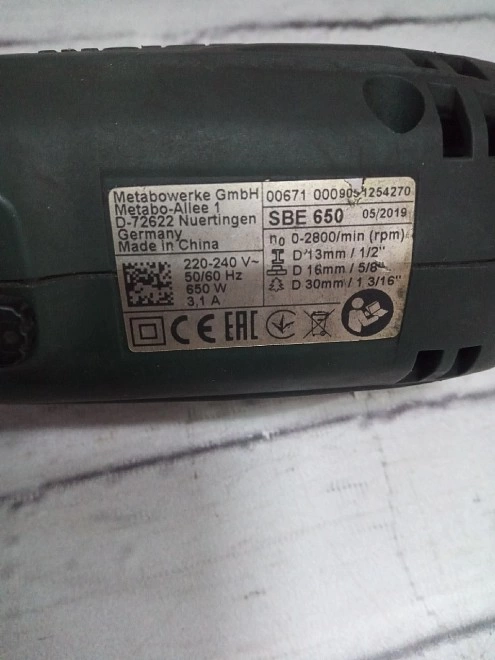 Metabowerke GmbH
Metabo-Allee 1
D-72622 Nuertingen
Germany
Made in China
220-240 V~
50/60 Hz
650 W
3,1 A
CE EAC
00671 0009051254270
SBE 650 05/2019
n0 0-2800/min (rpm)
D 13mm / 1/2"
D 16mm / 5/8"
D 30mm / 1 3/16"